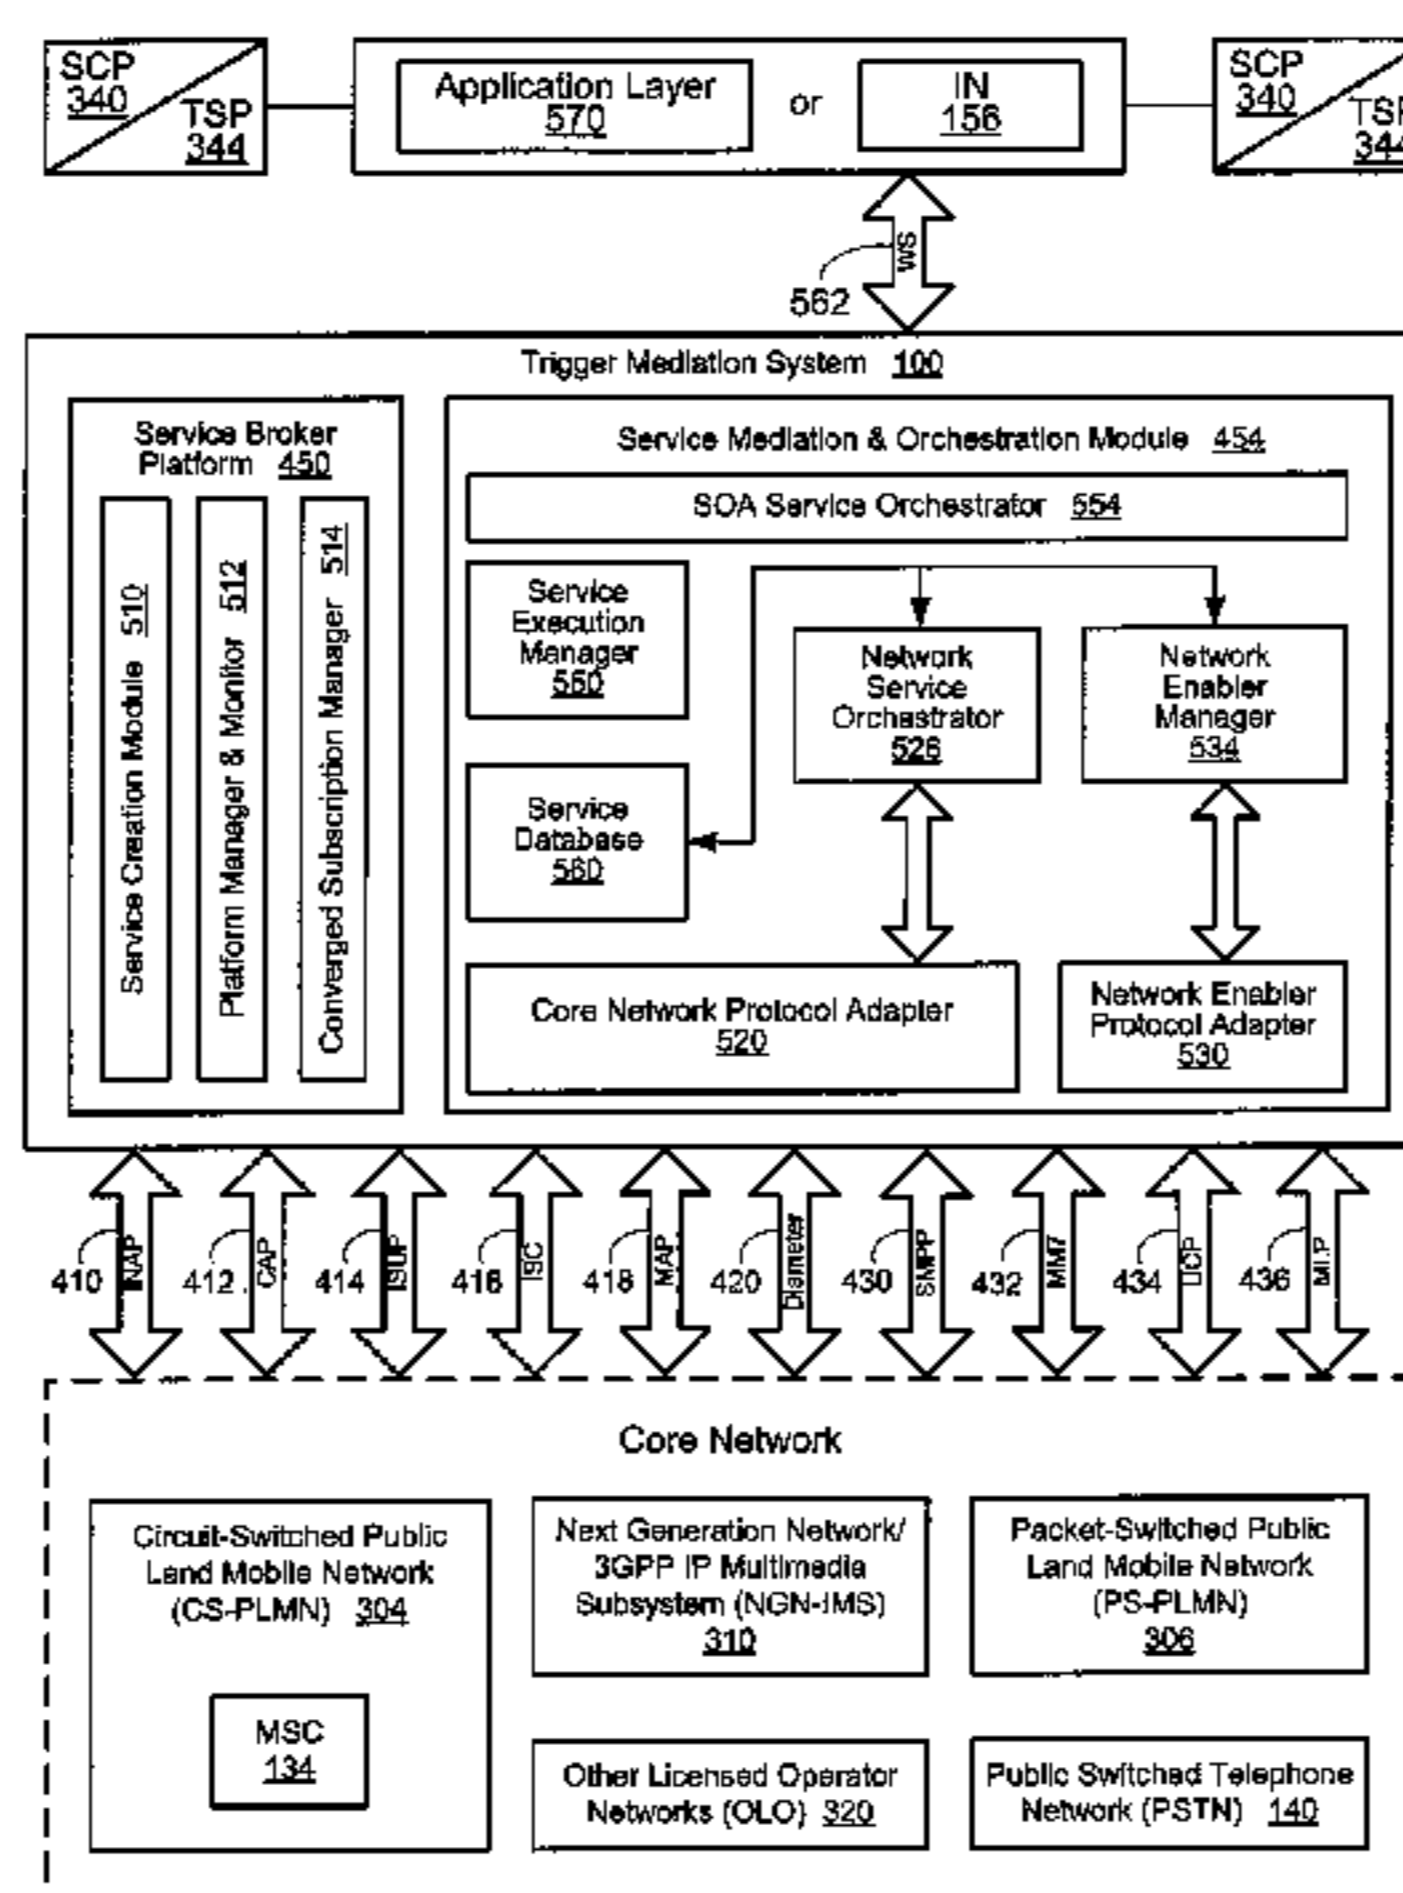 SCP
340
TSP
344
Application Layer
570
or
IN
156
SCP
340
TSP
344
WS
562
Trigger Mediation System 100
Service Broker
Platform 450
Service Creation Module 510
Platform Manager & Monitor 512
Converged Subscription Manager 514
Service Mediation & Orchestration Module 454
SOA Service Orchestrator 554
Service
Execution
Manager
550
Network
Service
Orchestrator
526
Network
Enabler
Manager
534
Service
Database
560
Core Network Protocol Adapter
520
Network Enabler
Protocol Adapter
530
410
INAP
412
CAP
414
ISUP
416
ISC
418
MAP
420
Diameter
430
SMPP
432
MM7
434
UCP
436
MLP
Core Network
Circuit-Switched Public
Land Mobile Network
(CS-PLMN) 304
MSC
134
Next Generation Network/
3GPP IP Multimedia
Subsystem (NGN-IMS)
310
Packet-Switched Public
Land Mobile Network
(PS-PLMN)
306
Other Licensed Operator
Networks (OLO) 320
Public Switched Telephone
Network (PSTN) 140